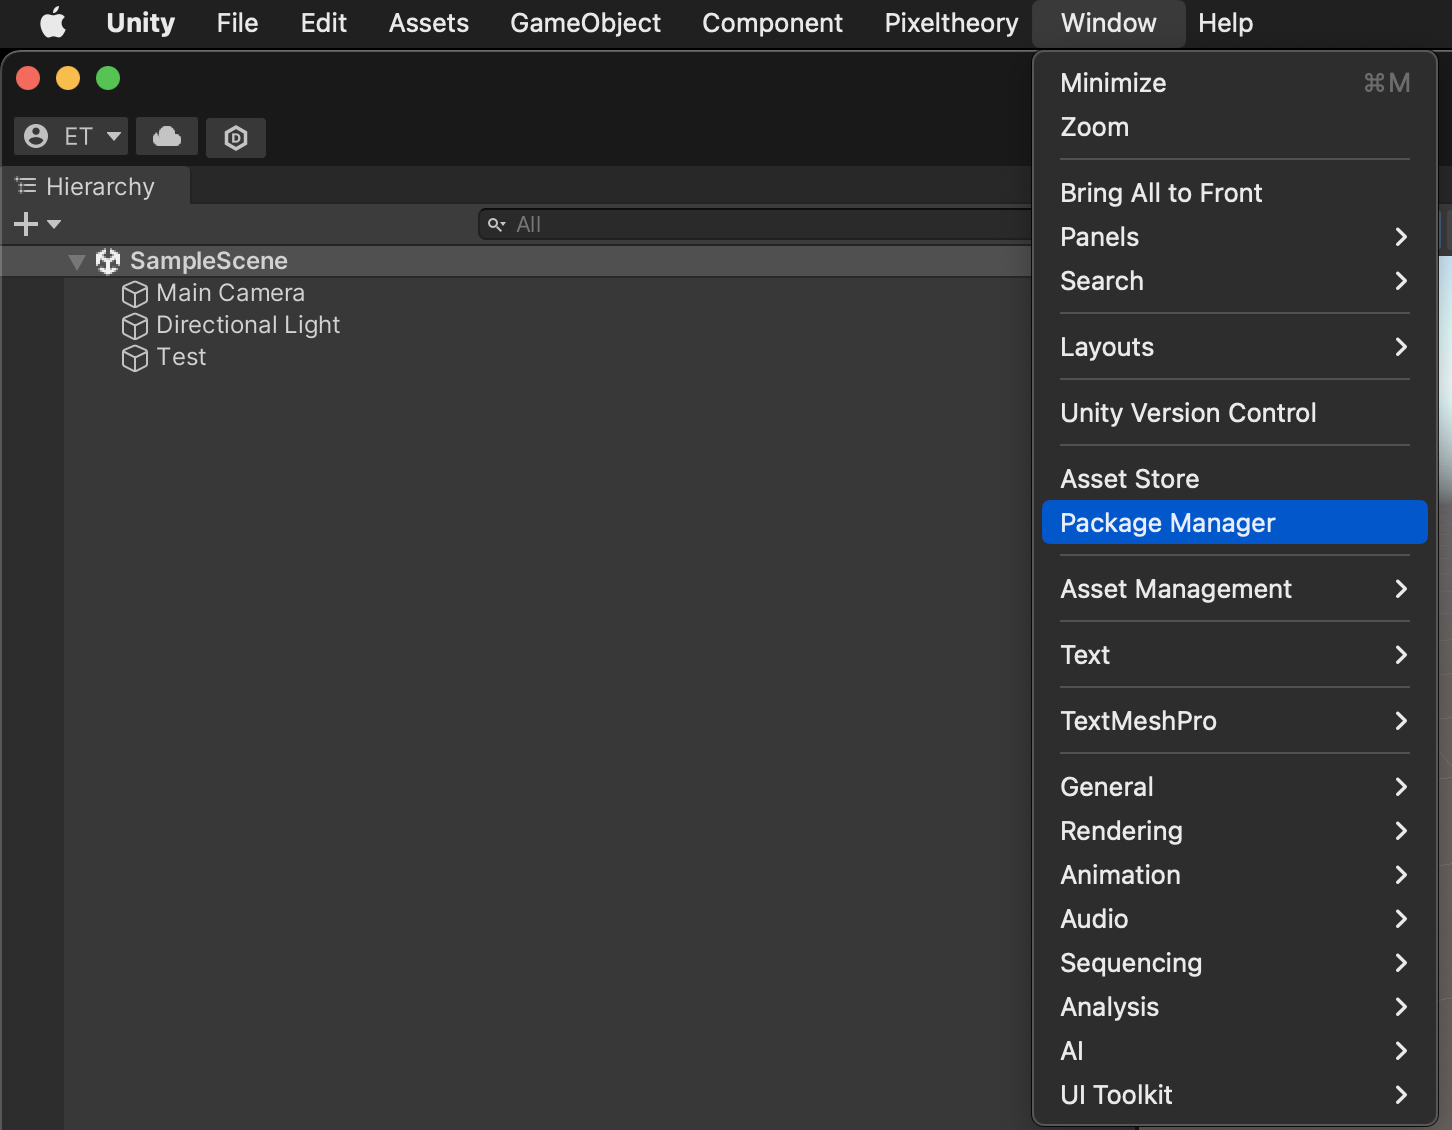 Unity File Edit Assets GameObject Component Pixeltheory Window Help
ET
Hierarchy
All
SampleScene
Main Camera
Directional Light
Test
Minimize ⌘M
Zoom
Bring All to Front
Panels
Search
Layouts
Unity Version Control
Asset Store
Package Manager
Asset Management
Text
TextMeshPro
General
Rendering
Animation
Audio
Sequencing
Analysis
AI
UI Toolkit